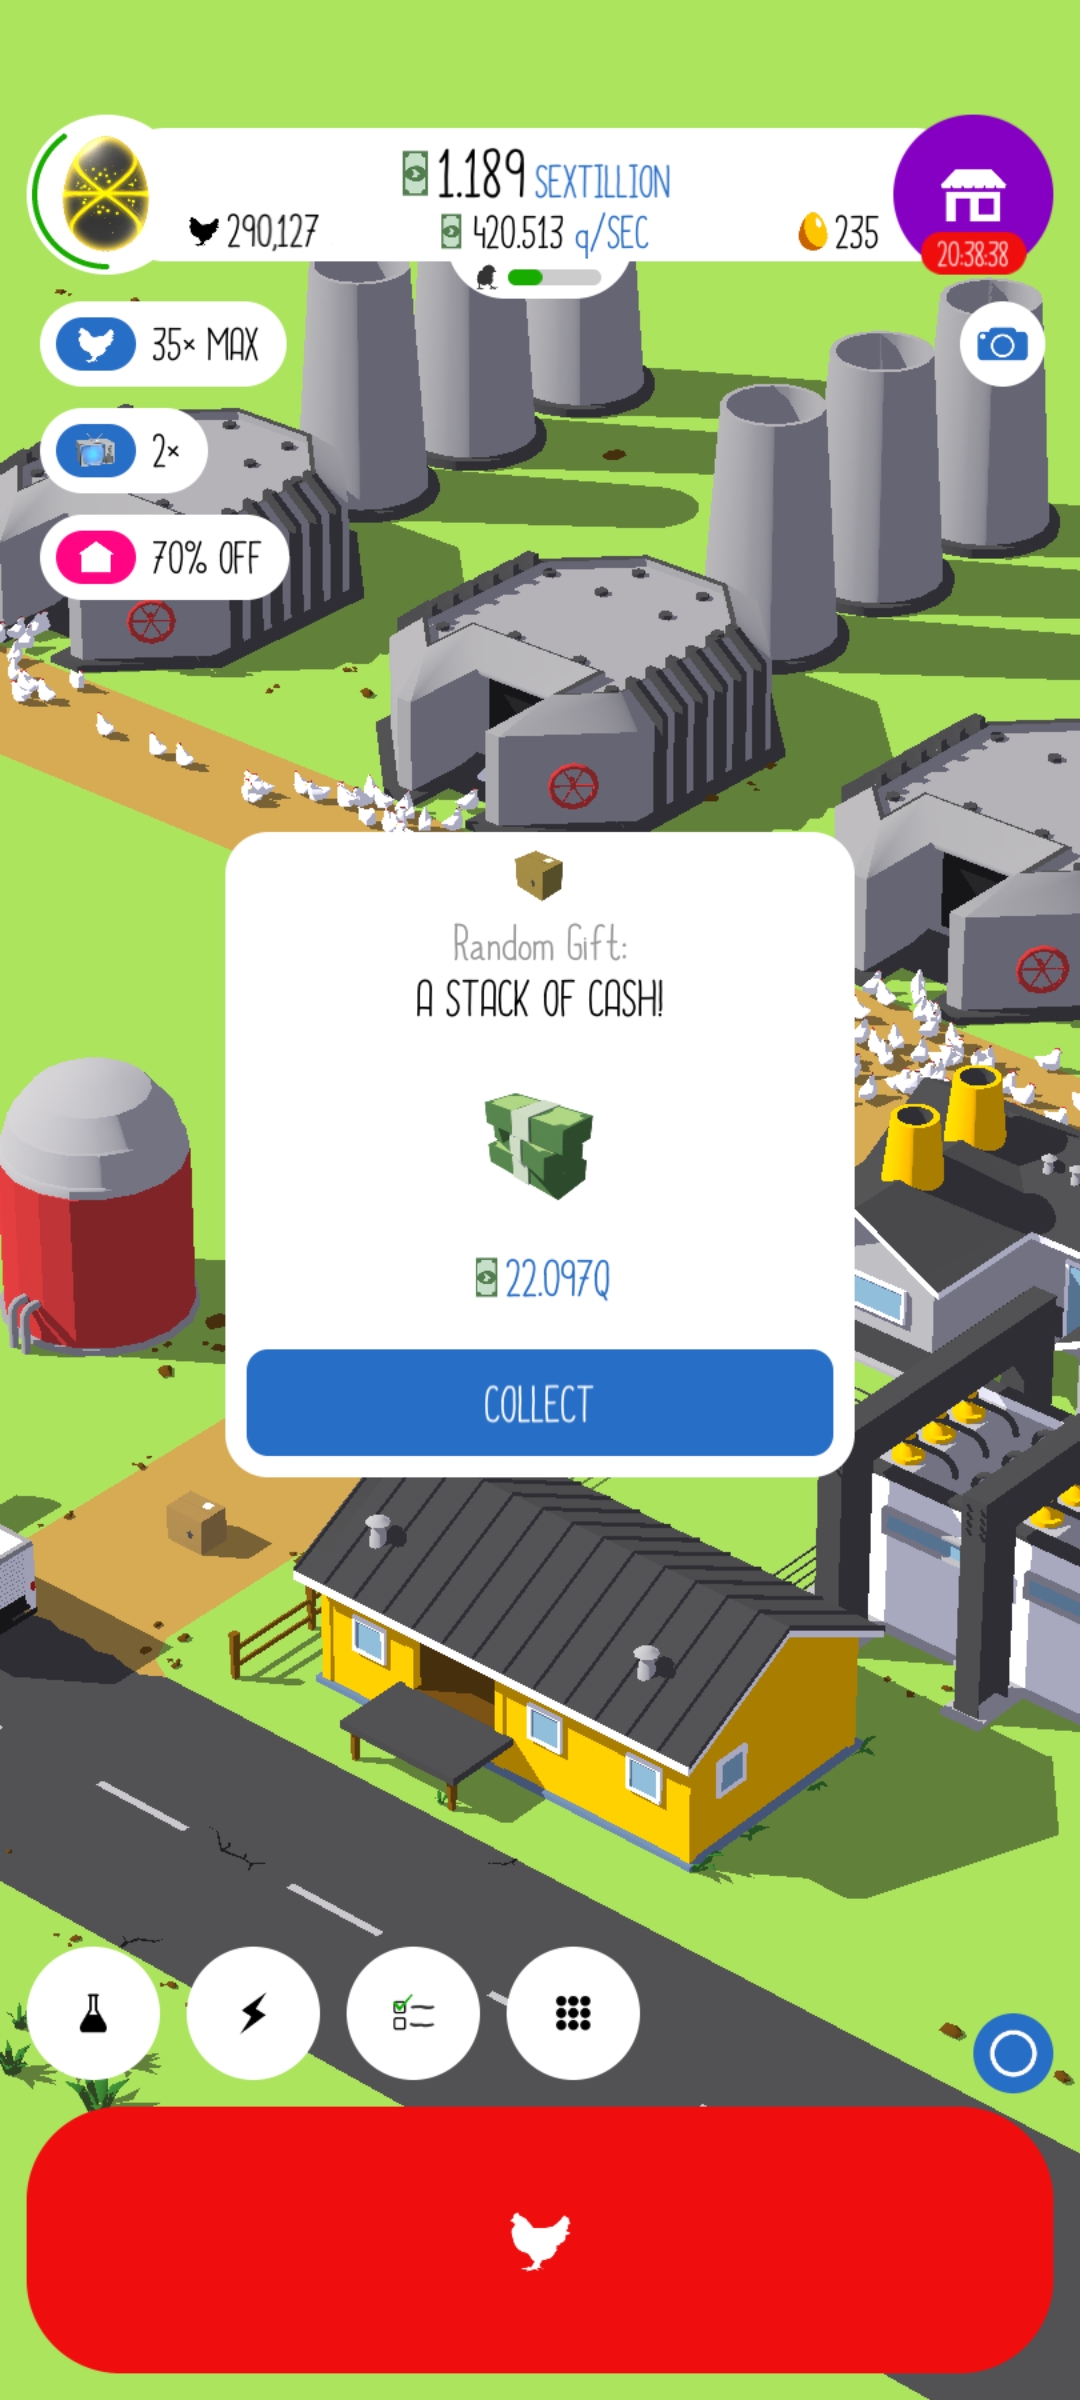 1.189 SEXTILLION
290,127
420.513 q/SEC
235
20:38:38
35× MAX
2×
70% OFF
Random Gift:
A STACK OF CASH!
22.097Q
COLLECT